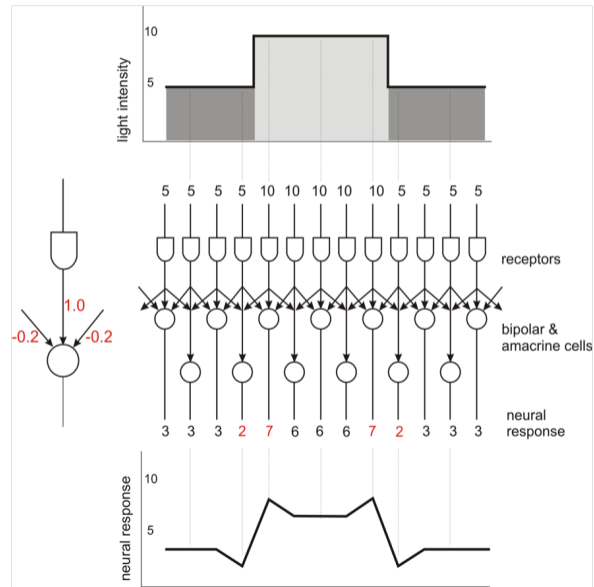 10
5
light intensity
5 5 5 5 10 10 10 10 10 5 5 5 5
receptors
1.0
-0.2 -0.2
bipolar &
amacrine cells
neural
response
3 3 3 2 7 6 6 6 7 2 3 3 3
10
5
neural response